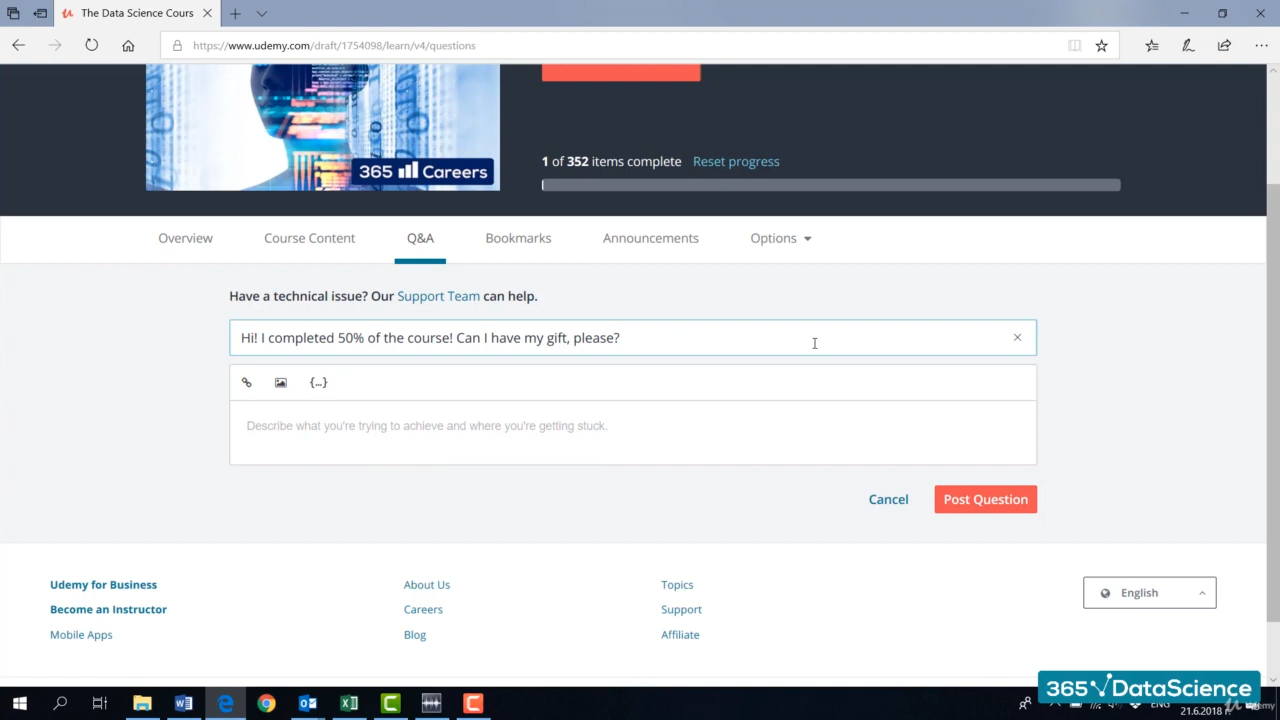 The Data Science Cours
https://www.udemy.com/draft/1754098/learn/v4/questions
365 Careers
1 of 352 items complete Reset progress
Overview Course Content Q&A Bookmarks Announcements Options
Have a technical issue? Our Support Team can help.
Hi! I completed 50% of the course! Can I have my gift, please?
{...}
Describe what you're trying to achieve and where you're getting stuck.
Cancel Post Question
Udemy for Business About Us Topics
English
Become an Instructor Careers Support
Mobile Apps Blog Affiliate
365 DataScience
ENG
Udemy
21.6.2018 г.